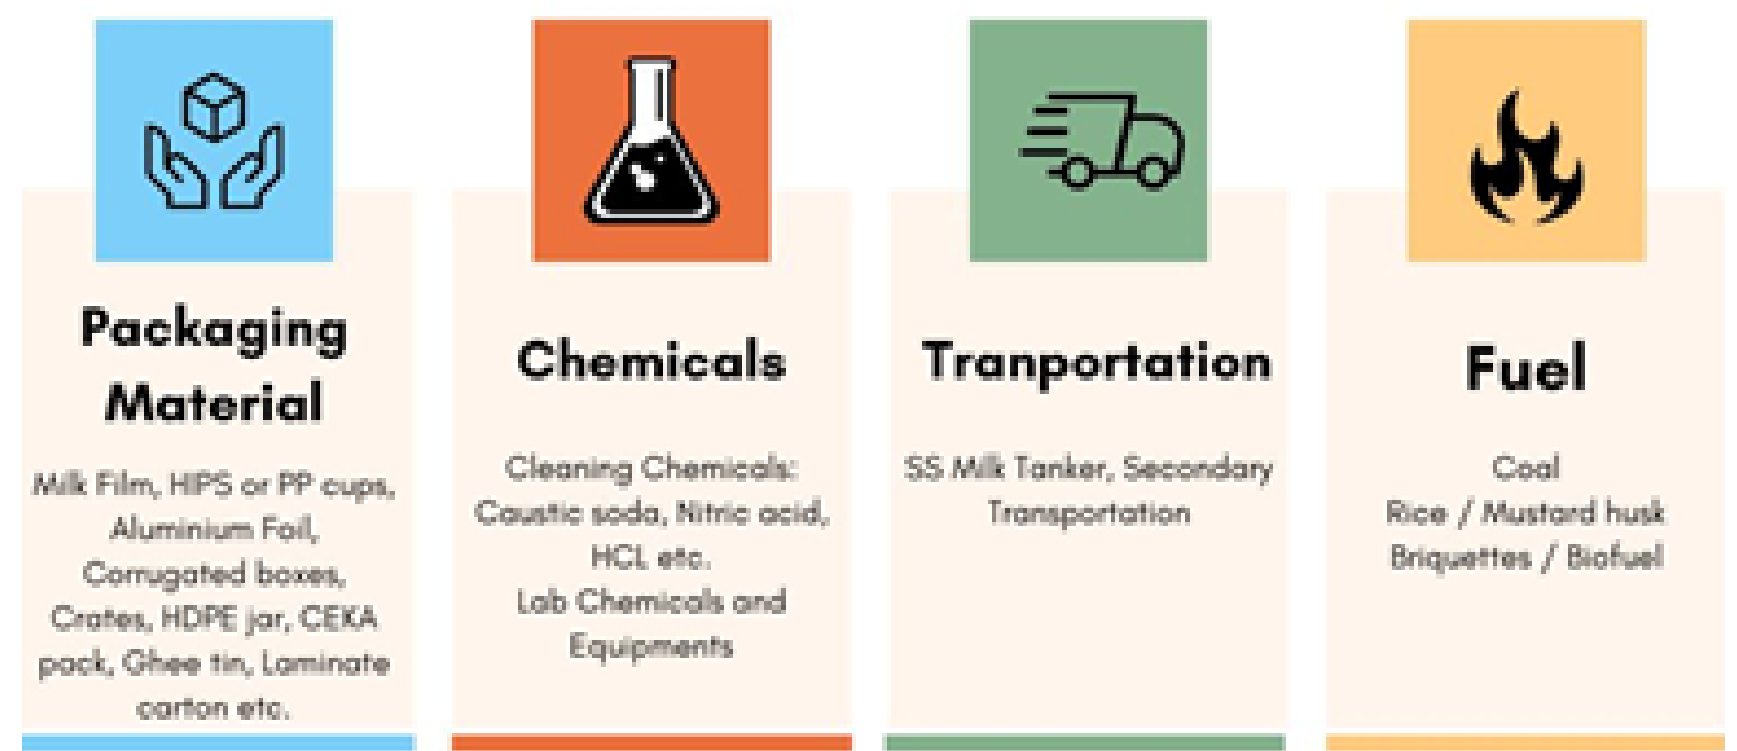 Packaging
Material
Milk Film, HIPS or PP cups,
Aluminium Foil,
Corrugated boxes,
Crates, HDPE jar, CEKA
pack, Ghee tin, Laminate
carton etc.
Chemicals
Cleaning Chemicals:
Caustic soda, Nitric acid,
HCL etc.
Lab Chemicals and
Equipments
Tranportation
SS Milk Tanker, Secondary
Transportation
Fuel
Coal
Rice / Mustard husk
Briquettes / Biofuel